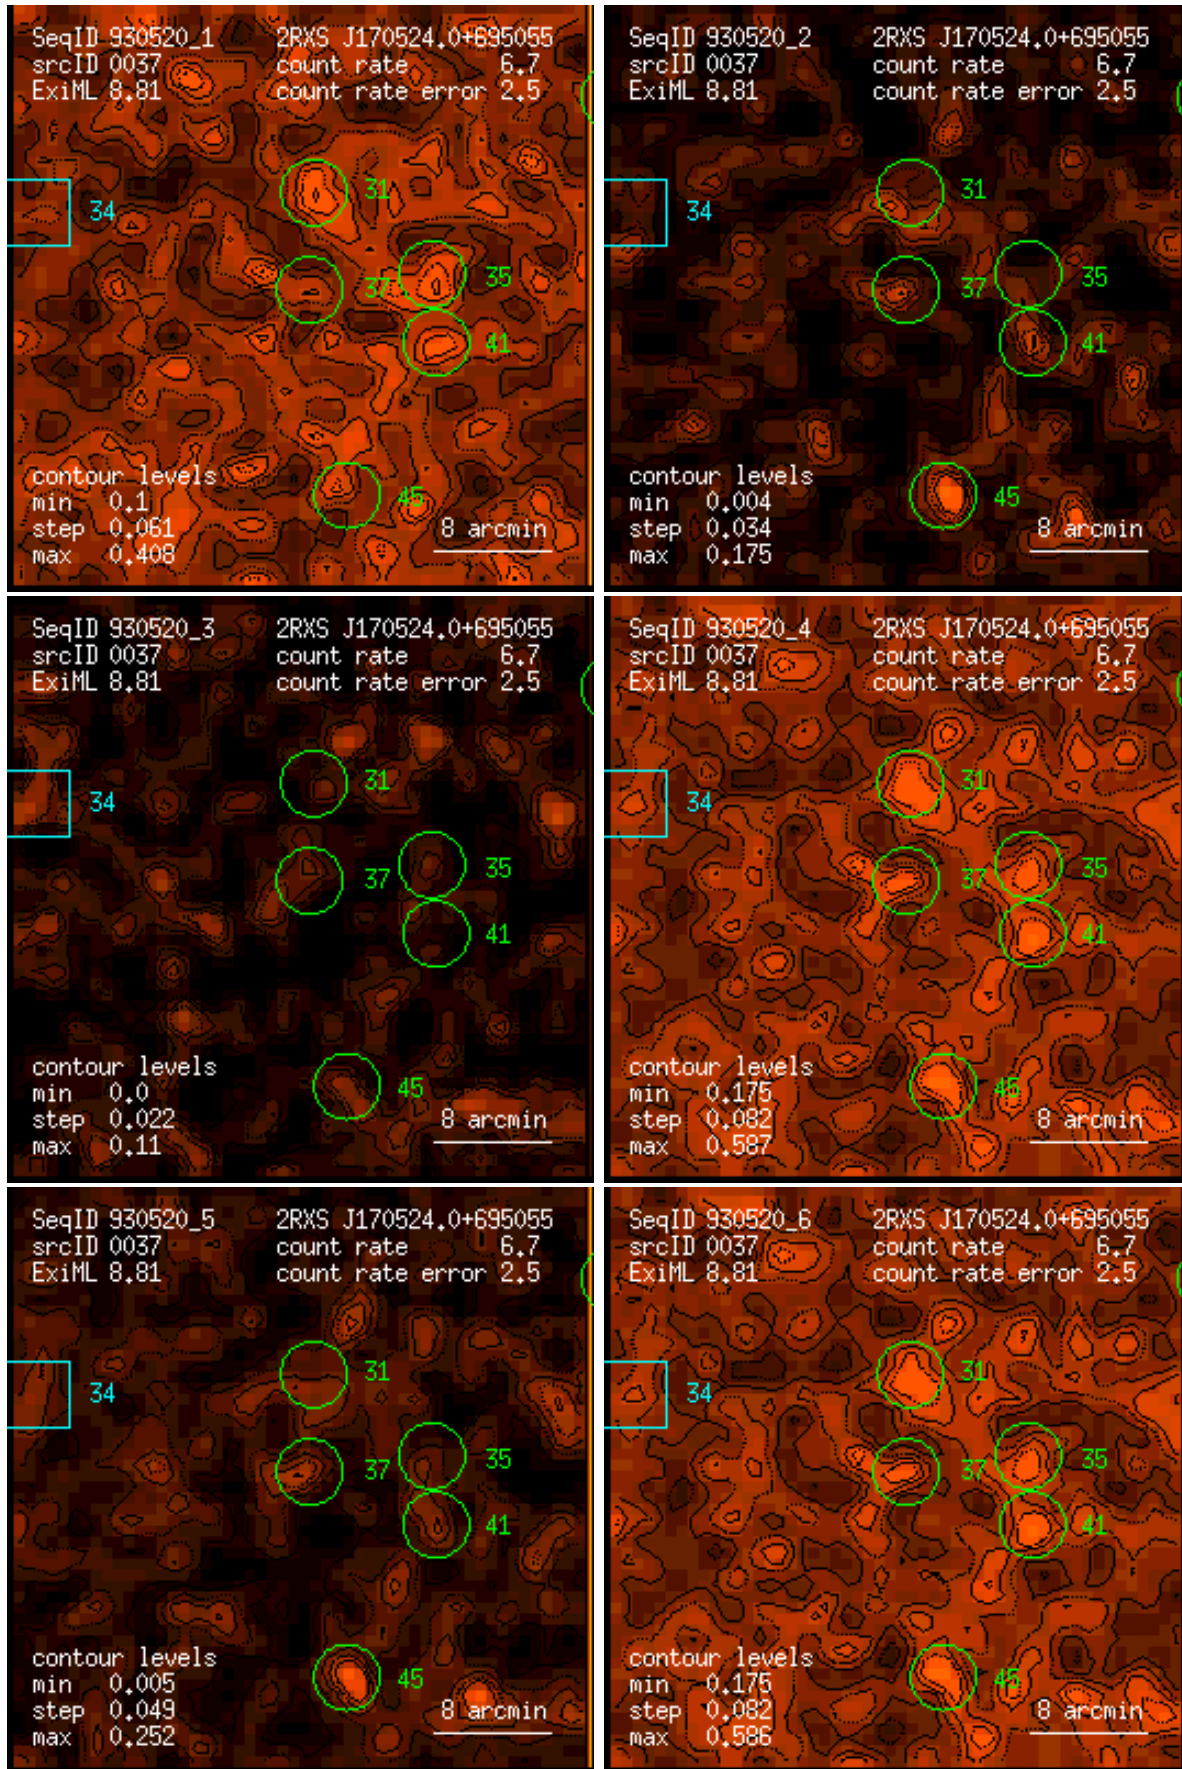 SeqID 930520_1 2RXS J170524.0+695055
srcID 0037 count rate 6.7
ExiML 8.81 count rate error 2.5
31
34
37 35
41
45
contour levels
min 0.1
step 0.061
max 0.408
8 arcmin
SeqID 930520_2 2RXS J170524.0+695055
srcID 0037 count rate 6.7
ExiML 8.81 count rate error 2.5
31
34
37 35
41
45
contour levels
min 0.004
step 0.034
max 0.175
8 arcmin
SeqID 930520_3 2RXS J170524.0+695055
srcID 0037 count rate 6.7
ExiML 8.81 count rate error 2.5
31
34
37 35
41
45
contour levels
min 0.0
step 0.022
max 0.11
8 arcmin
SeqID 930520_4 2RXS J170524.0+695055
srcID 0037 count rate 6.7
ExiML 8.81 count rate error 2.5
31
34
37 35
41
45
contour levels
min 0.175
step 0.082
max 0.587
8 arcmin
SeqID 930520_5 2RXS J170524.0+695055
srcID 0037 count rate 6.7
ExiML 8.81 count rate error 2.5
31
34
37 35
41
45
contour levels
min 0.005
step 0.049
max 0.252
8 arcmin
SeqID 930520_6 2RXS J170524.0+695055
srcID 0037 count rate 6.7
ExiML 8.81 count rate error 2.5
31
34
37 35
41
45
contour levels
min 0.175
step 0.082
max 0.586
8 arcmin